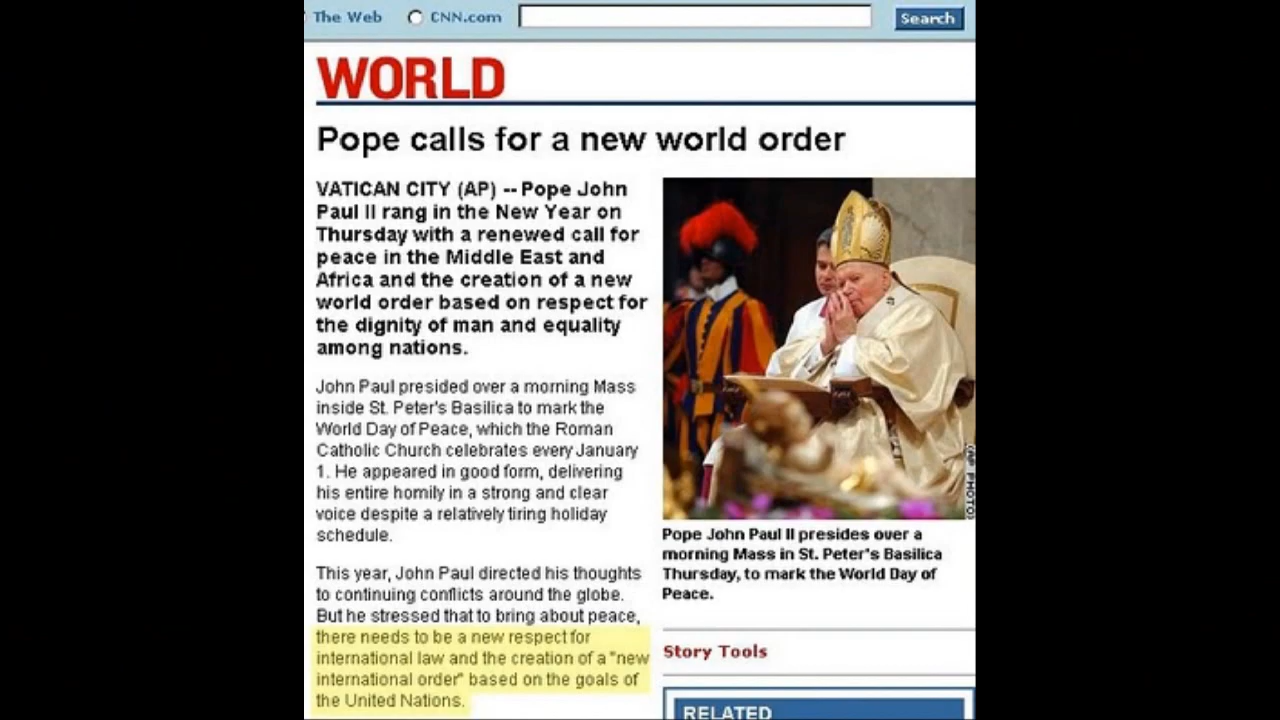 The Web CNN.com Search
WORLD
Pope calls for a new world order
VATICAN CITY (AP) -- Pope John
Paul II rang in the New Year on
Thursday with a renewed call for
peace in the Middle East and
Africa and the creation of a new
world order based on respect for
the dignity of man and equality
among nations.
John Paul presided over a morning Mass
inside St. Peter's Basilica to mark the
World Day of Peace, which the Roman
Catholic Church celebrates every January
1. He appeared in good form, delivering
his entire homily in a strong and clear
voice despite a relatively tiring holiday
schedule.
This year, John Paul directed his thoughts
to continuing conflicts around the globe.
But he stressed that to bring about peace,
there needs to be a new respect for
international law and the creation of a "new
international order" based on the goals of
the United Nations.
(AP PHOTO)
Pope John Paul II presides over a
morning Mass in St. Peter's Basilica
Thursday, to mark the World Day of
Peace.
Story Tools
RELATED